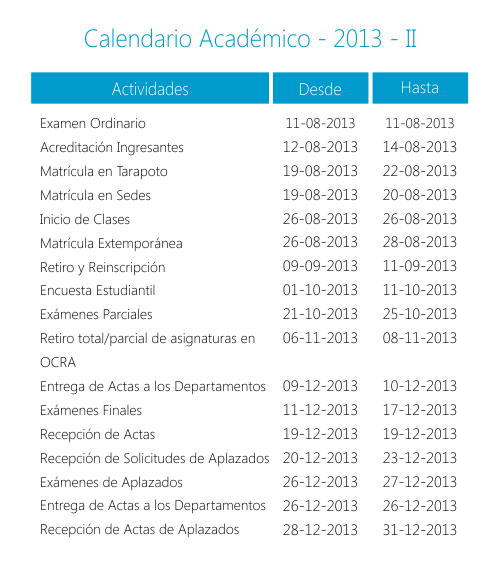 Calendario Académico - 2013 - II
Actividades Desde Hasta
Examen Ordinario 11-08-2013 11-08-2013
Acreditación Ingresantes 12-08-2013 14-08-2013
Matrícula en Tarapoto 19-08-2013 22-08-2013
Matrícula en Sedes 19-08-2013 20-08-2013
Inicio de Clases 26-08-2013 26-08-2013
Matrícula Extemporánea 26-08-2013 28-08-2013
Retiro y Reinscripción 09-09-2013 11-09-2013
Encuesta Estudiantil 01-10-2013 11-10-2013
Exámenes Parciales 21-10-2013 25-10-2013
Retiro total/parcial de asignaturas en 06-11-2013 08-11-2013
OCRA
Entrega de Actas a los Departamentos 09-12-2013 10-12-2013
Exámenes Finales 11-12-2013 17-12-2013
Recepción de Actas 19-12-2013 19-12-2013
Recepción de Solicitudes de Aplazados 20-12-2013 23-12-2013
Exámenes de Aplazados 26-12-2013 27-12-2013
Entrega de Actas a los Departamentos 26-12-2013 26-12-2013
Recepción de Actas de Aplazados 28-12-2013 31-12-2013